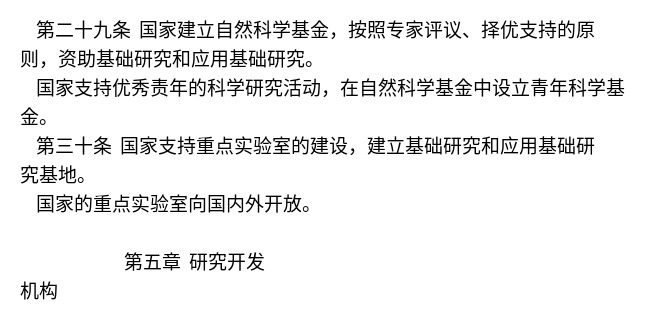 第二十九条 国家建立自然科学基金，按照专家评议、择优支持的原
则，资助基础研究和应用基础研究。
国家支持优秀责年的科学研究活动，在自然科学基金中设立青年科学基
金。
第三十条 国家支持重点实验室的建设，建立基础研究和应用基础研
究基地。
国家的重点实验室向国内外开放。
第五章 研究开发
机构